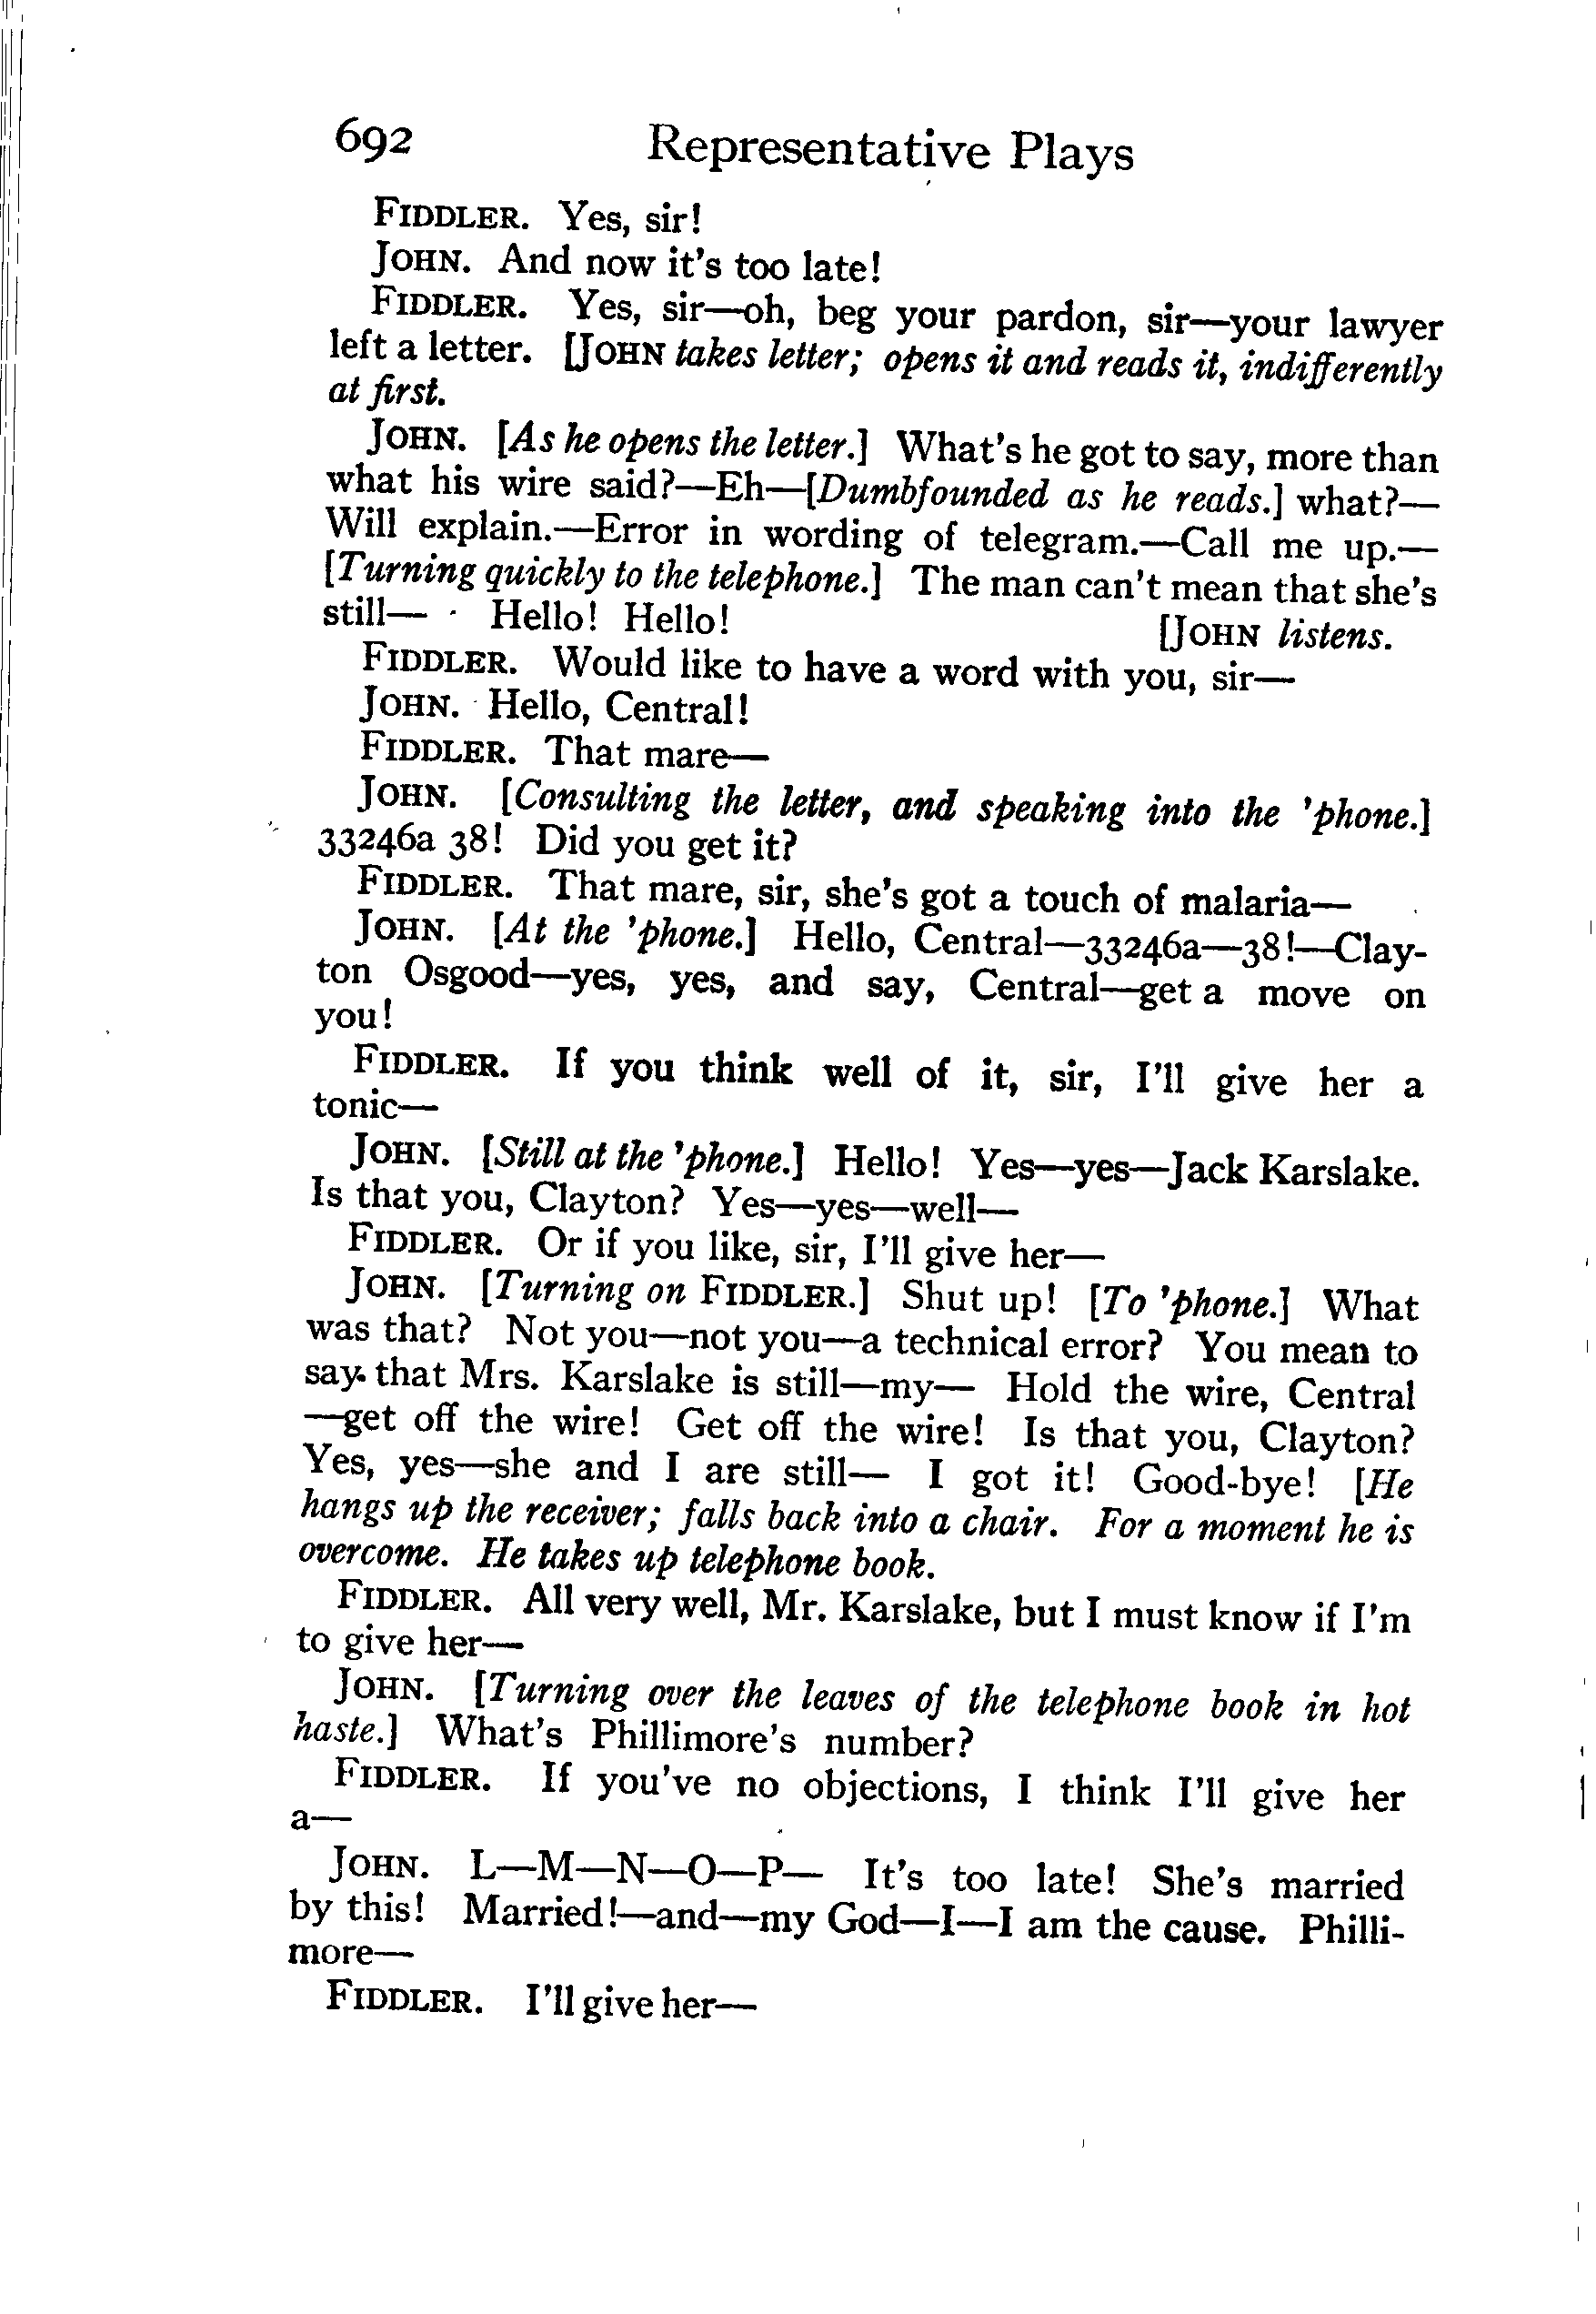 692 Representative Plays
FIDDLER. Yes, sir!
JOHN. And now it's too late!
FIDDLER. Yes, sir—oh, beg your pardon, sir—your lawyer
left a letter. [JOHN takes letter; opens it and reads it, indifferently
at first.
JOHN. [As he opens the letter.] What's he got to say, more than
what his wire said?—Eh—[Dumbfounded as he reads.] what?—
Will explain.—Error in wording of telegram.—Call me up.—
[Turning quickly to the telephone.] The man can't mean that she's
still— Hello! Hello! [JOHN listens.
FIDDLER. Would like to have a word with you, sir—
JOHN. Hello, Central!
FIDDLER. That mare—
JOHN. [Consulting the letter, and speaking into the 'phone.]
33246a 38! Did you get it?
FIDDLER. That mare, sir, she's got a touch of malaria—
JOHN. [At the 'phone.] Hello, Central—33246a—38!—Clay-
ton Osgood—yes, yes, and say, Central—get a move on
you!
FIDDLER. If you think well of it, sir, I'll give her a
tonic—
JOHN. [Still at the 'phone.] Hello! Yes—yes—Jack Karslake.
Is that you, Clayton? Yes—yes—well—
FIDDLER. Or if you like, sir, I'll give her—
JOHN. [Turning on FIDDLER.] Shut up! [To 'phone.] What
was that? Not you—not you—a technical error? You mean to
say that Mrs. Karslake is still—my— Hold the wire, Central
—get off the wire! Get off the wire! Is that you, Clayton?
Yes, yes—she and I are still— I got it! Good-bye! [He
hangs up the receiver; falls back into a chair. For a moment he is
overcome. He takes up telephone book.
FIDDLER. All very well, Mr. Karslake, but I must know if I'm
to give her—
JOHN. [Turning over the leaves of the telephone book in hot
haste.] What's Phillimore's number?
FIDDLER. If you've no objections, I think I'll give her
a—
JOHN. L—M—N—O—P— It's too late! She's married
by this! Married!—and—my God—I—I am the cause. Philli-
more—
FIDDLER. I'll give her—